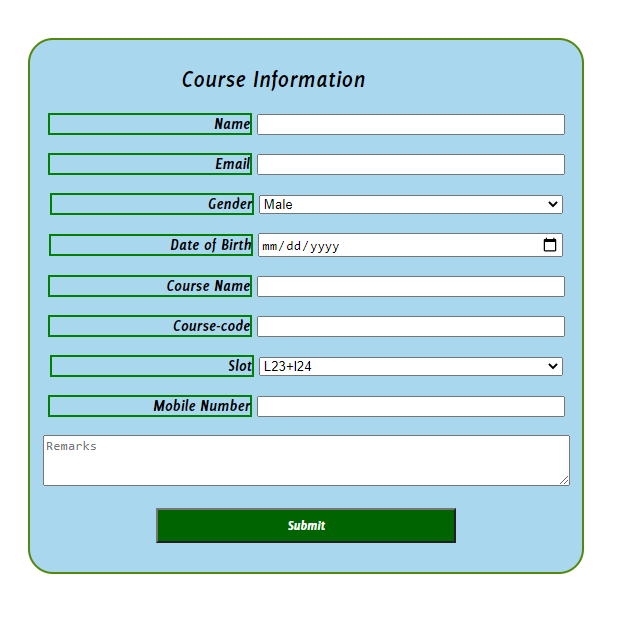 Course Information
Name
Email
Gender Male
Date of Birth mm/dd/yyyy
Course Name
Course-code
Slot L23+l24
Mobile Number
Remarks
Submit